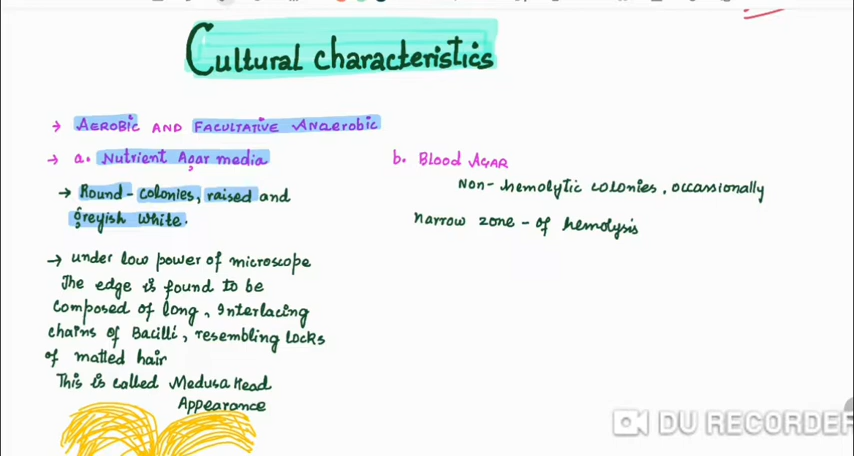 Cultural characteristics
→ AEROBIC AND FACULTATIVE ANAEROBIC
→ a. Nutrient Agar media
→ Round - colonies, raised and
greyish white.
→ under low power of microscope
The edge is found to be
composed of long, interlacing
chains of Bacilli, resembling locks
of matted hair
This is called Medusa Head
Appearance
b. Blood AGAR
Non-hemolytic colonies, occassionally
narrow zone - of hemolysis
DU RECORDER